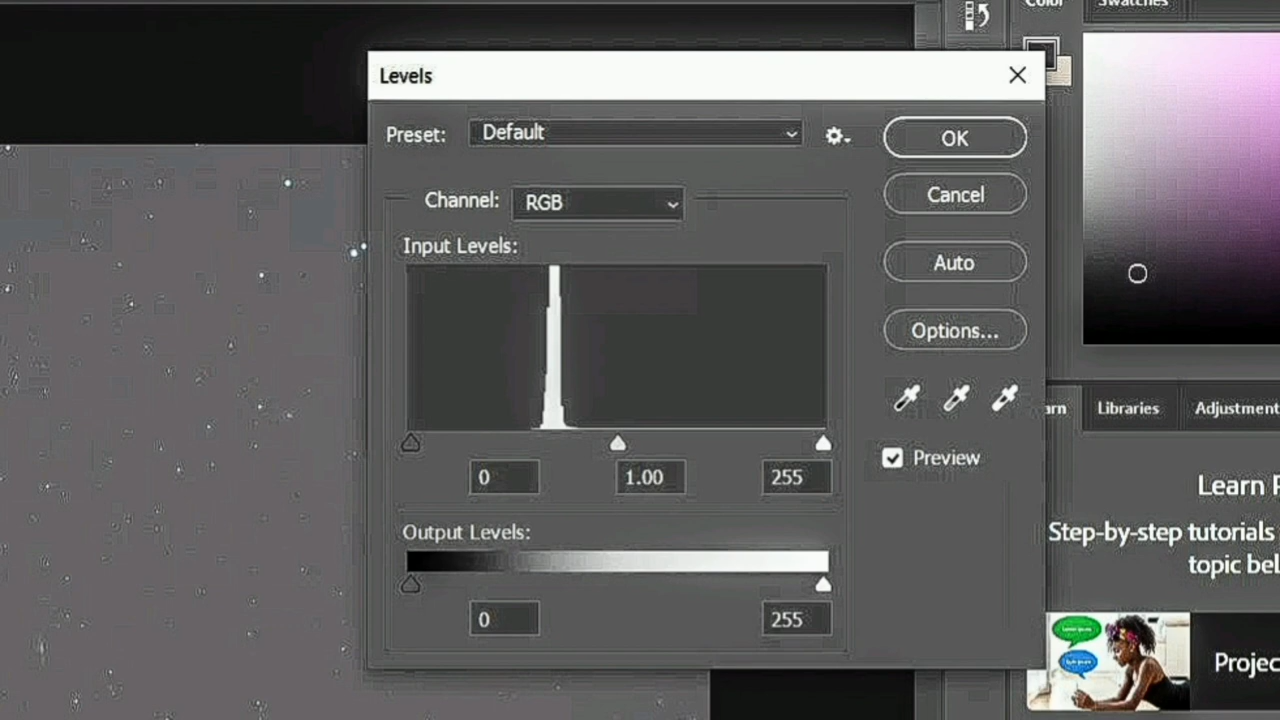 Color
Swatches
Levels
Preset: Default
OK
Channel: RGB
Cancel
Input Levels:
Auto
Options...
0 1.00 255
Preview
Output Levels:
0 255
arn Libraries Adjustment
Learn P
Step-by-step tutorials
topic bel
Projec